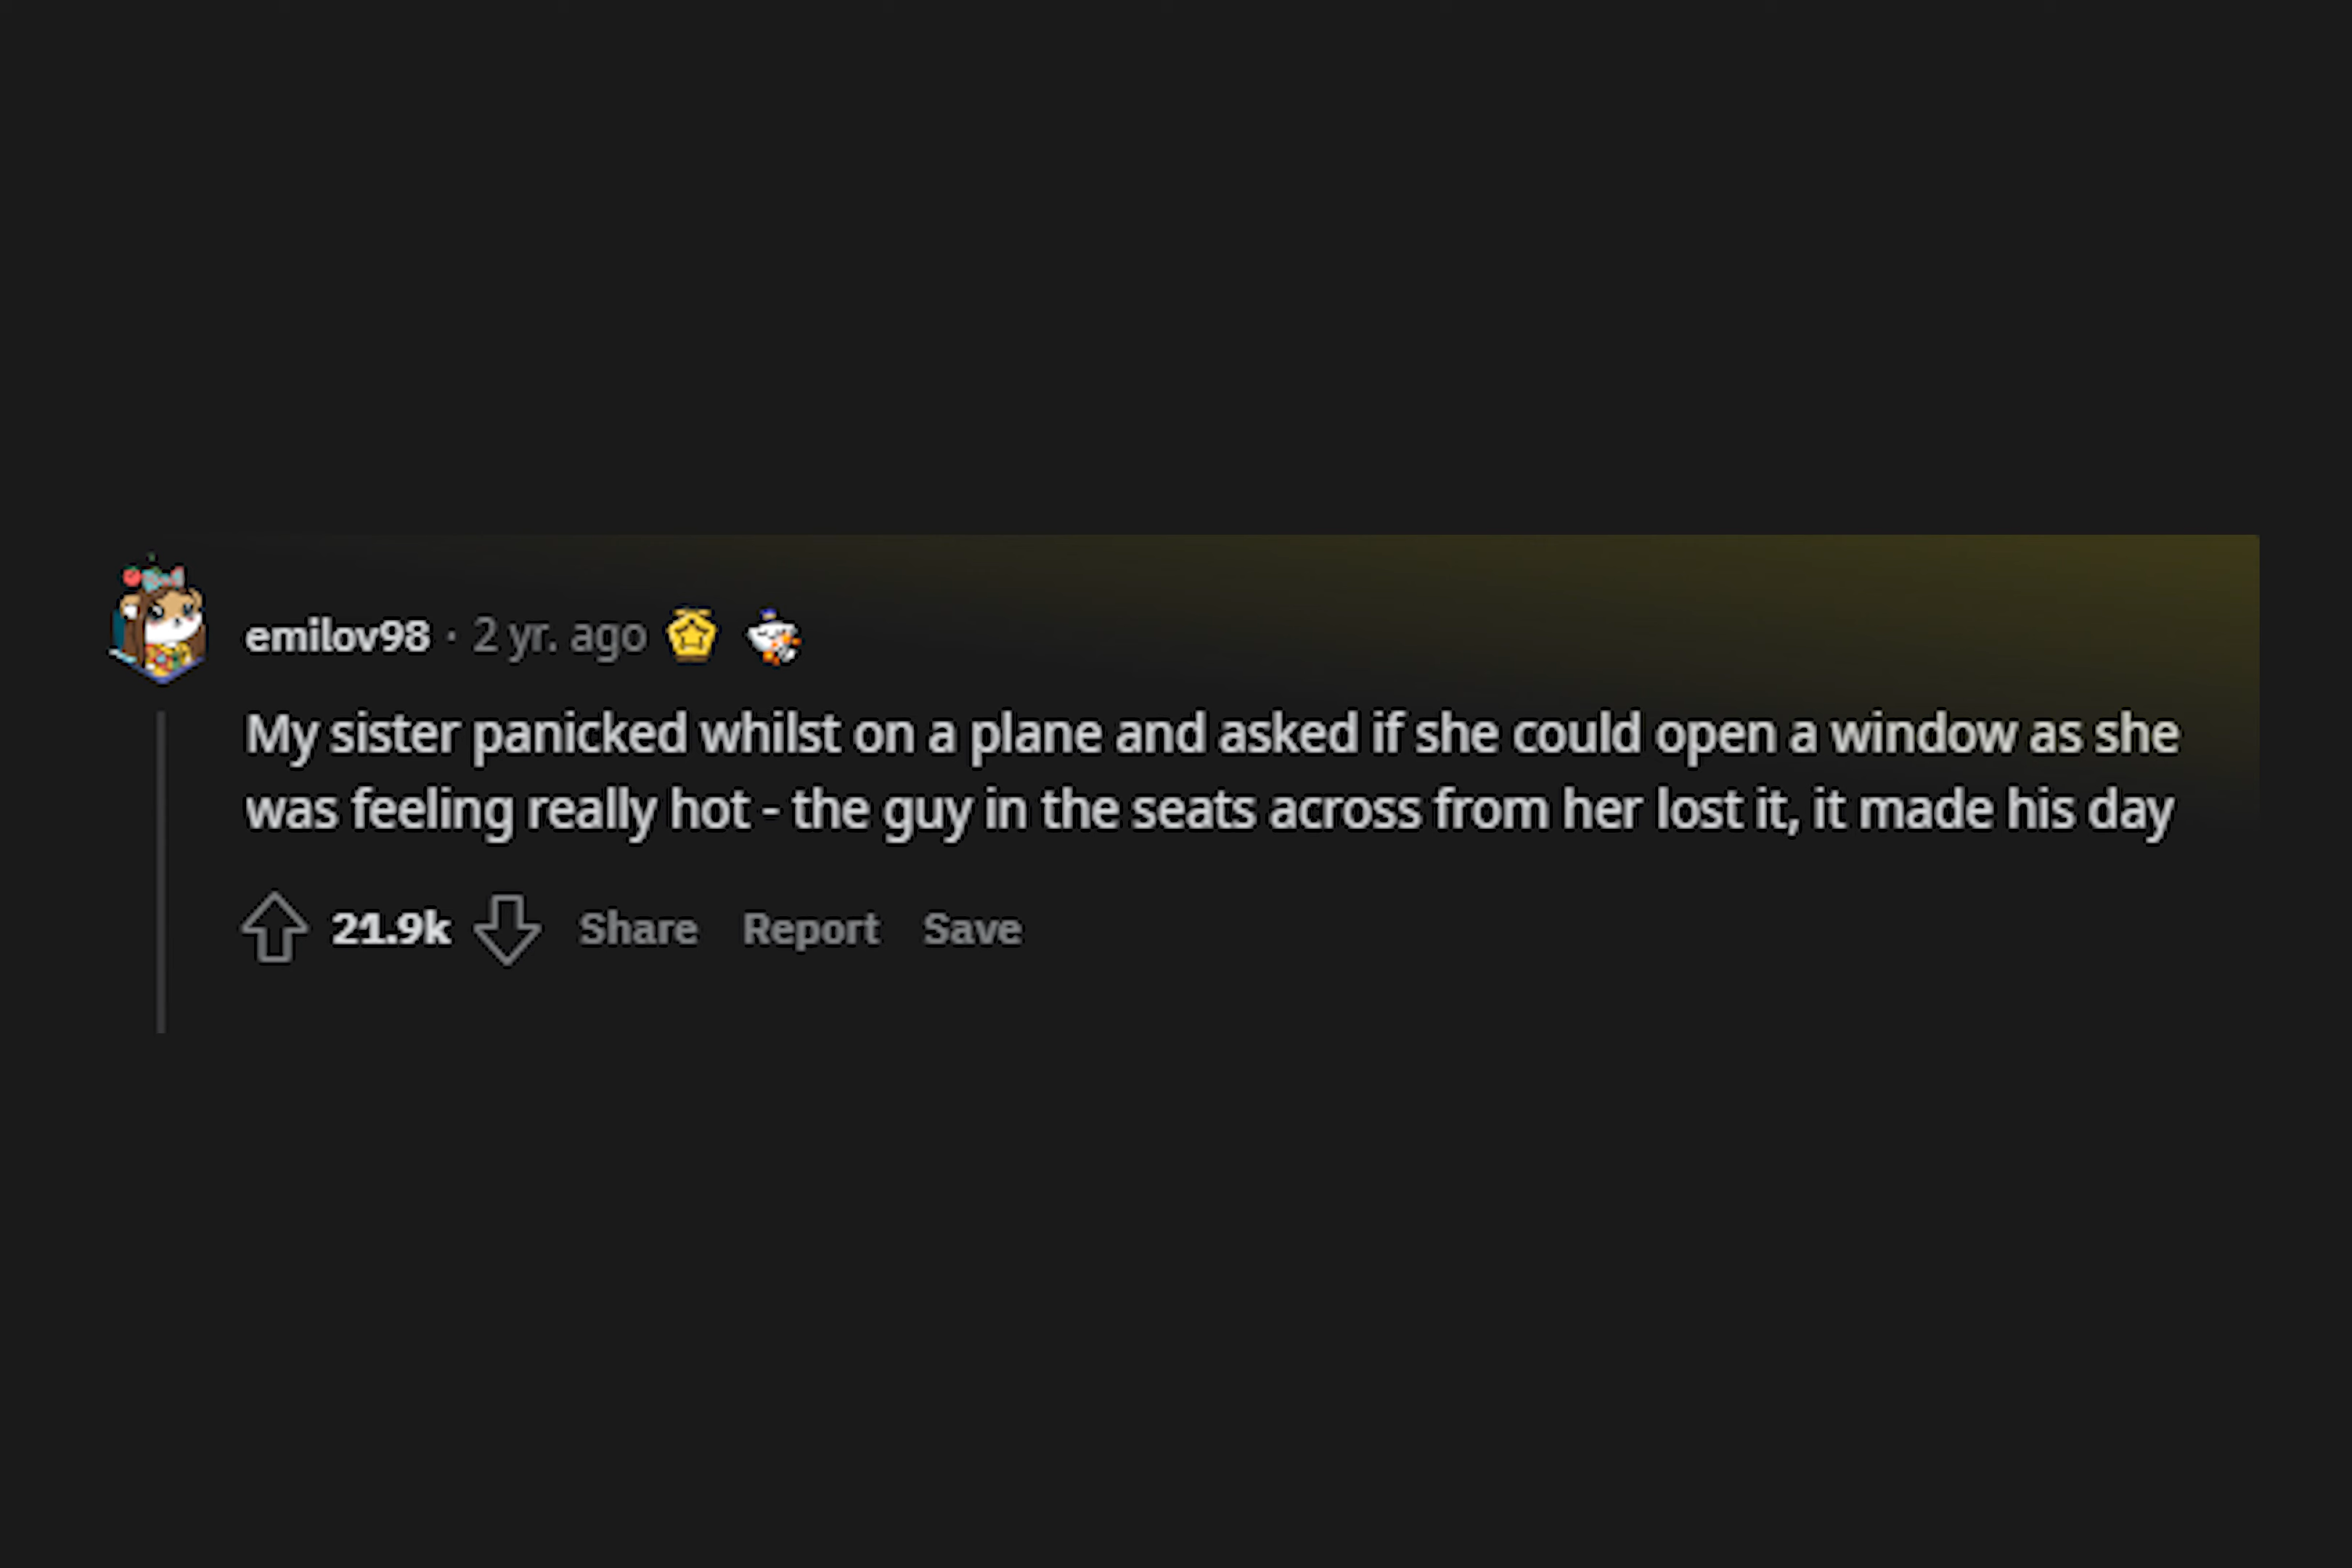 emilov98 · 2 yr. ago
My sister panicked whilst on a plane and asked if she could open a window as she
was feeling really hot - the guy in the seats across from her lost it, it made his day
21.9k Share Report Save